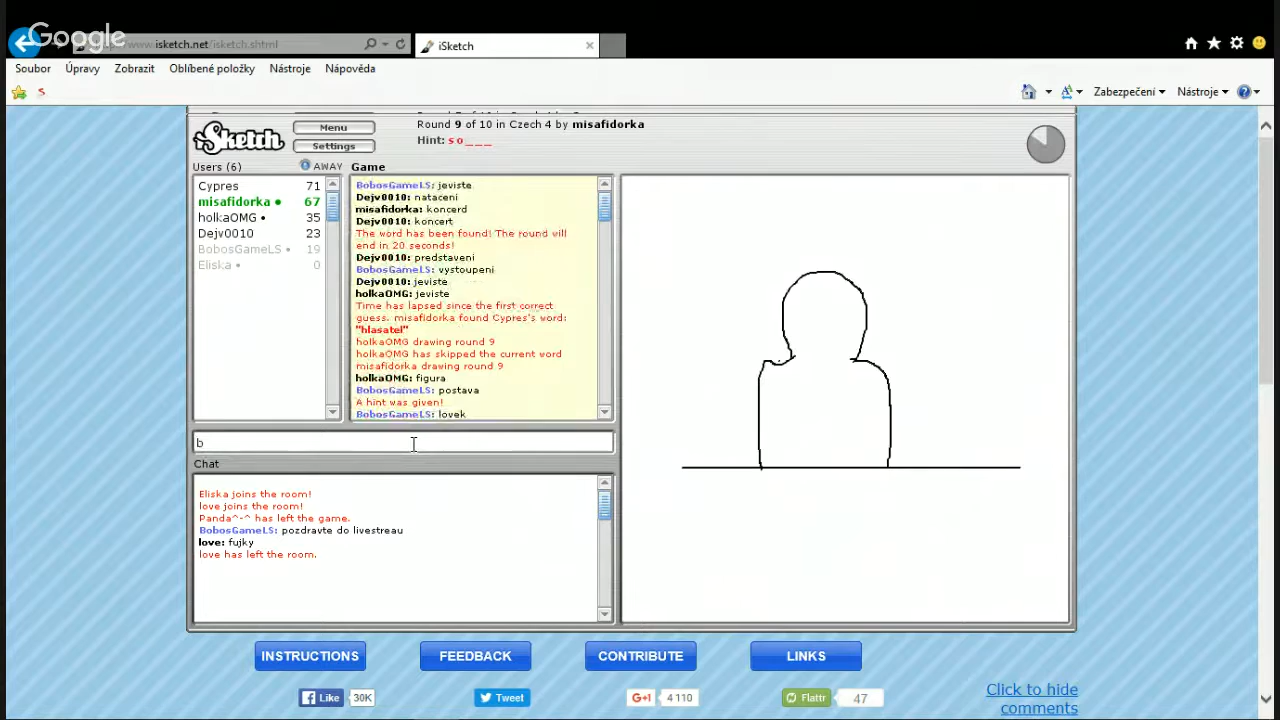 Google
www.isketch.net/isketch.shtml
iSketch
Soubor Úpravy Zobrazit Oblíbené položky Nástroje Nápověda
S
Zabezpečení Nástroje
iSketch
Menu
Settings
Round 9 of 10 in Czech 4 by misafidorka
Hint: so___
Users (6)
AWAY
Game
Cypres 71
misafidorka • 67
holkaOMG • 35
Dejv0010 23
BobosGameLS • 19
Eliska • 0
BobosGameLS: jeviste
Dejv0010: nataceni
misafidorka: koncerd
Dejv0010: koncert
The word has been found! The round will
end in 20 seconds!
Dejv0010: predstaveni
BobosGameLS: vystoupeni
Dejv0010: jeviste
holkaOMG: jeviste
Time has lapsed since the first correct
guess. misafidorka found Cypres's word:
"hlasatel"
holkaOMG drawing round 9
holkaOMG has skipped the current word
misafidorka drawing round 9
holkaOMG: figura
BobosGameLS: postava
A hint was given!
BobosGameLS: lovek
b
Chat
Eliska joins the room!
love joins the room!
Panda^-^ has left the game.
BobosGameLS: pozdravte do livestreau
love: fujky
love has left the room.
INSTRUCTIONS
FEEDBACK
CONTRIBUTE
LINKS
Like 30K
Tweet
G+1 4 110
Flattr 47
Click to hide
comments